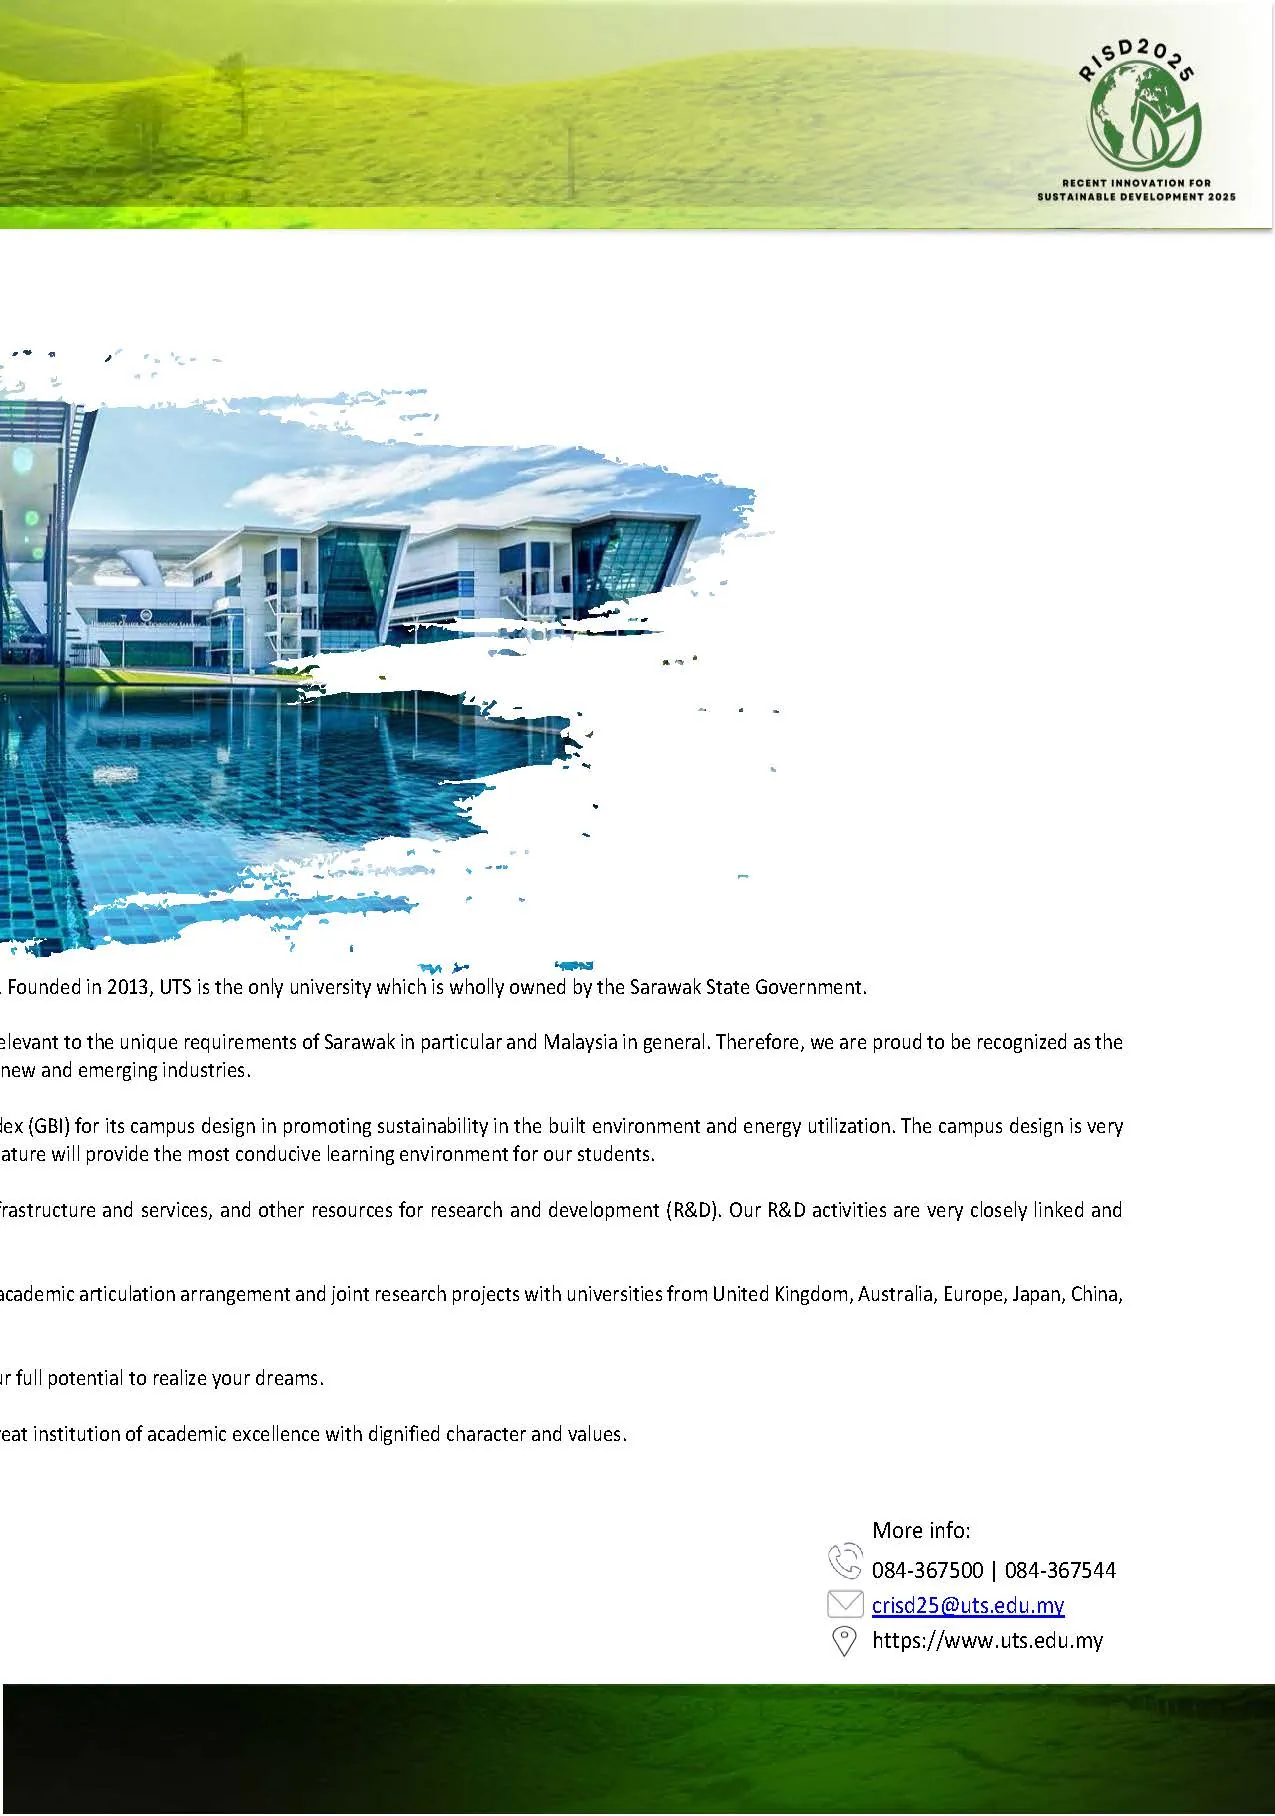 RISD2025
RECENT INNOVATION FOR
SUSTAINABLE DEVELOPMENT 2025
UNIVERSITY COLLEGE OF TECHNOLOGY SARAWAK
. Founded in 2013, UTS is the only university which is wholly owned by the Sarawak State Government.
elevant to the unique requirements of Sarawak in particular and Malaysia in general. Therefore, we are proud to be recognized as the
new and emerging industries.
dex (GBI) for its campus design in promoting sustainability in the built environment and energy utilization. The campus design is very
ature will provide the most conducive learning environment for our students.
frastructure and services, and other resources for research and development (R&D). Our R&D activities are very closely linked and
academic articulation arrangement and joint research projects with universities from United Kingdom, Australia, Europe, Japan, China,
ur full potential to realize your dreams.
reat institution of academic excellence with dignified character and values.
More info:
084-367500 | 084-367544
crisd25@uts.edu.my
https://www.uts.edu.my